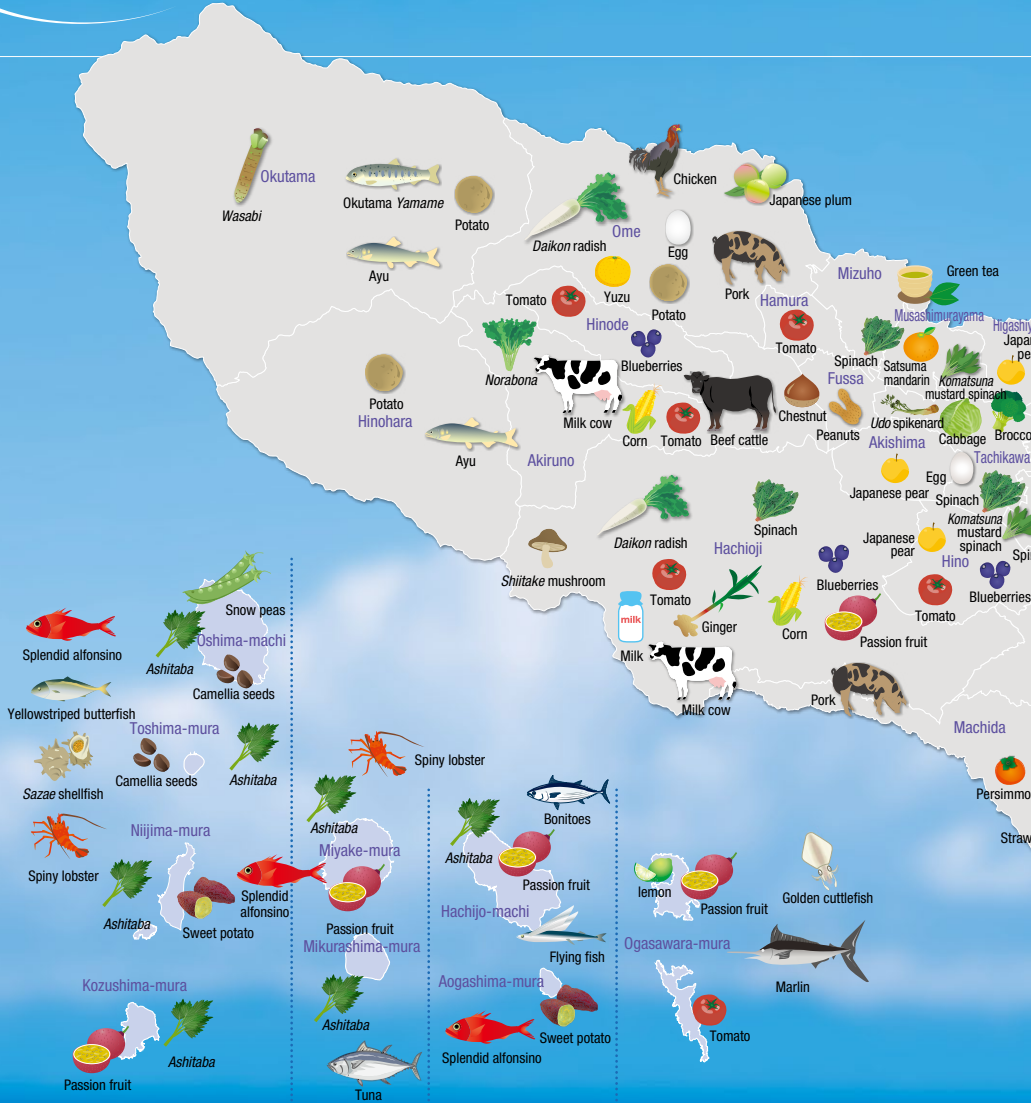 Chicken
Japanese plum
Okutama
Wasabi
Okutama Yamame
Potato
Daikon radish
Ome
Egg
Ayu
Yuzu
Potato
Pork
Mizuho
Green tea
Tomato
Hinode
Hamura
Tomato
Musashimurayama
Higashiy
Japan
pe
Norabona
Blueberries
Spinach
Satsuma
mandarin
Komatsuna
mustard spinach
Potato
Hinohara
Milk cow
Corn
Tomato
Beef cattle
Chestnut
Fussa
Peanuts
Udo spikenard
Cabbage
Brocco
Ayu
Akiruno
Akishima
Japanese pear
Egg
Tachikawa
Spinach
Daikon radish
Spinach
Hachioji
Japanese
pear
Komatsuna
mustard
spinach
Spi
Hino
Shiitake mushroom
Tomato
Blueberries
Tomato
Blueberries
milk
Milk
Ginger
Corn
Passion fruit
Milk cow
Pork
Machida
Persimmo
Straw
Snow peas
Splendid alfonsino
Ashitaba
Oshima-machi
Camellia seeds
Yellowstriped butterfish
Toshima-mura
Camellia seeds
Ashitaba
Sazae shellfish
Spiny lobster
Niijima-mura
Ashitaba
Sweet potato
Splendid
alfonsino
Kozushima-mura
Passion fruit
Ashitaba
Spiny lobster
Ashitaba
Miyake-mura
Passion fruit
Mikurashima-mura
Ashitaba
Tuna
Bonitoes
Ashitaba
Passion fruit
Hachijo-machi
Flying fish
Aogashima-mura
Sweet potato
Splendid alfonsino
lemon
Passion fruit
Golden cuttlefish
Ogasawara-mura
Marlin
Tomato